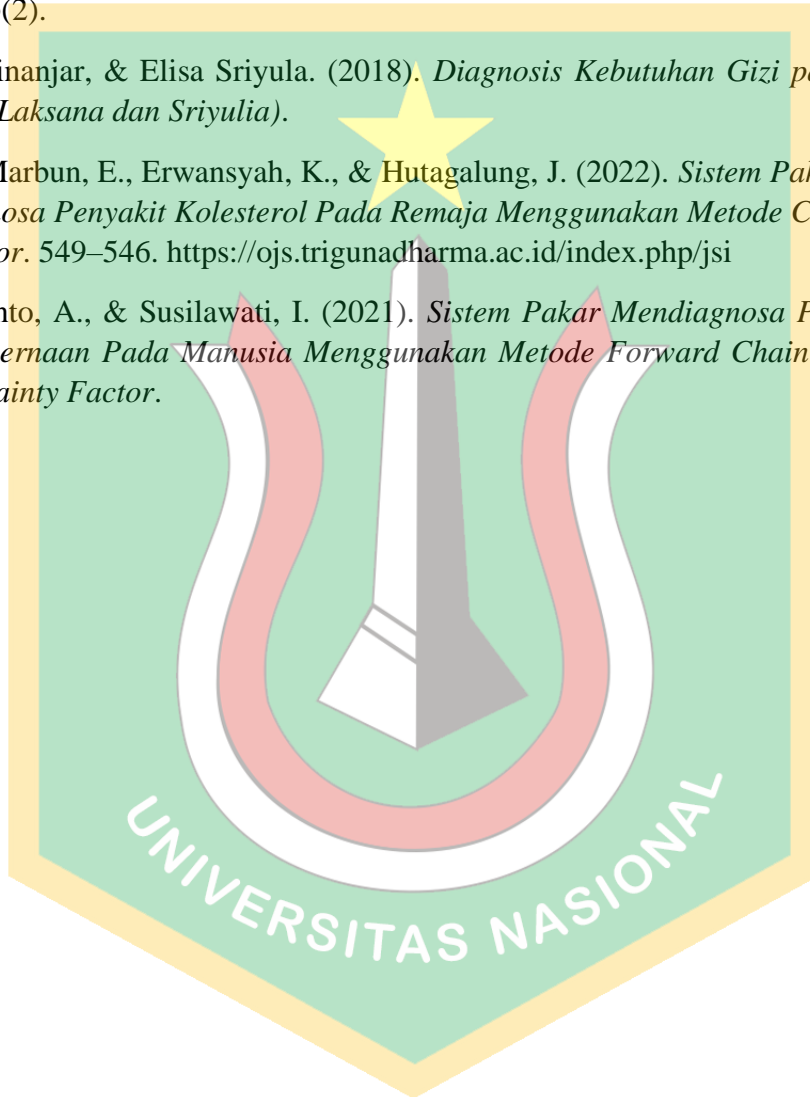 (2).
inanjar, & Elisa Sriyula. (2018). Diagnosis Kebutuhan Gizi p
Laksana dan Sriyulia).
Marbun, E., Erwansyah, K., & Hutagalung, J. (2022). Sistem Pak
nosa Penyakit Kolesterol Pada Remaja Menggunakan Metode C
or. 549–546. https://ojs.trigunadharma.ac.id/index.php/jsi
nto, A., & Susilawati, I. (2021). Sistem Pakar Mendiagnosa P
ernaan Pada Manusia Menggunakan Metode Forward Chain
ainty Factor.
UNIVERSITAS NASIONAL